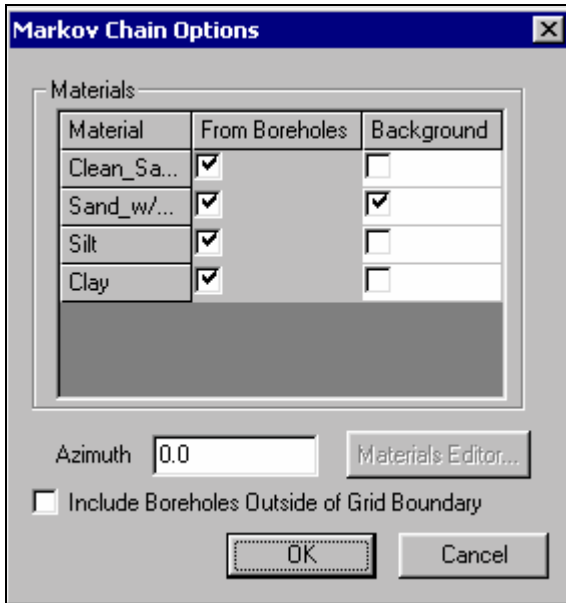 Markov Chain Options
Materials
Material From Boreholes Background
Clean_Sa...
Sand_w/...
Silt
Clay
Azimuth 0.0 Materials Editor...
Include Boreholes Outside of Grid Boundary
OK Cancel